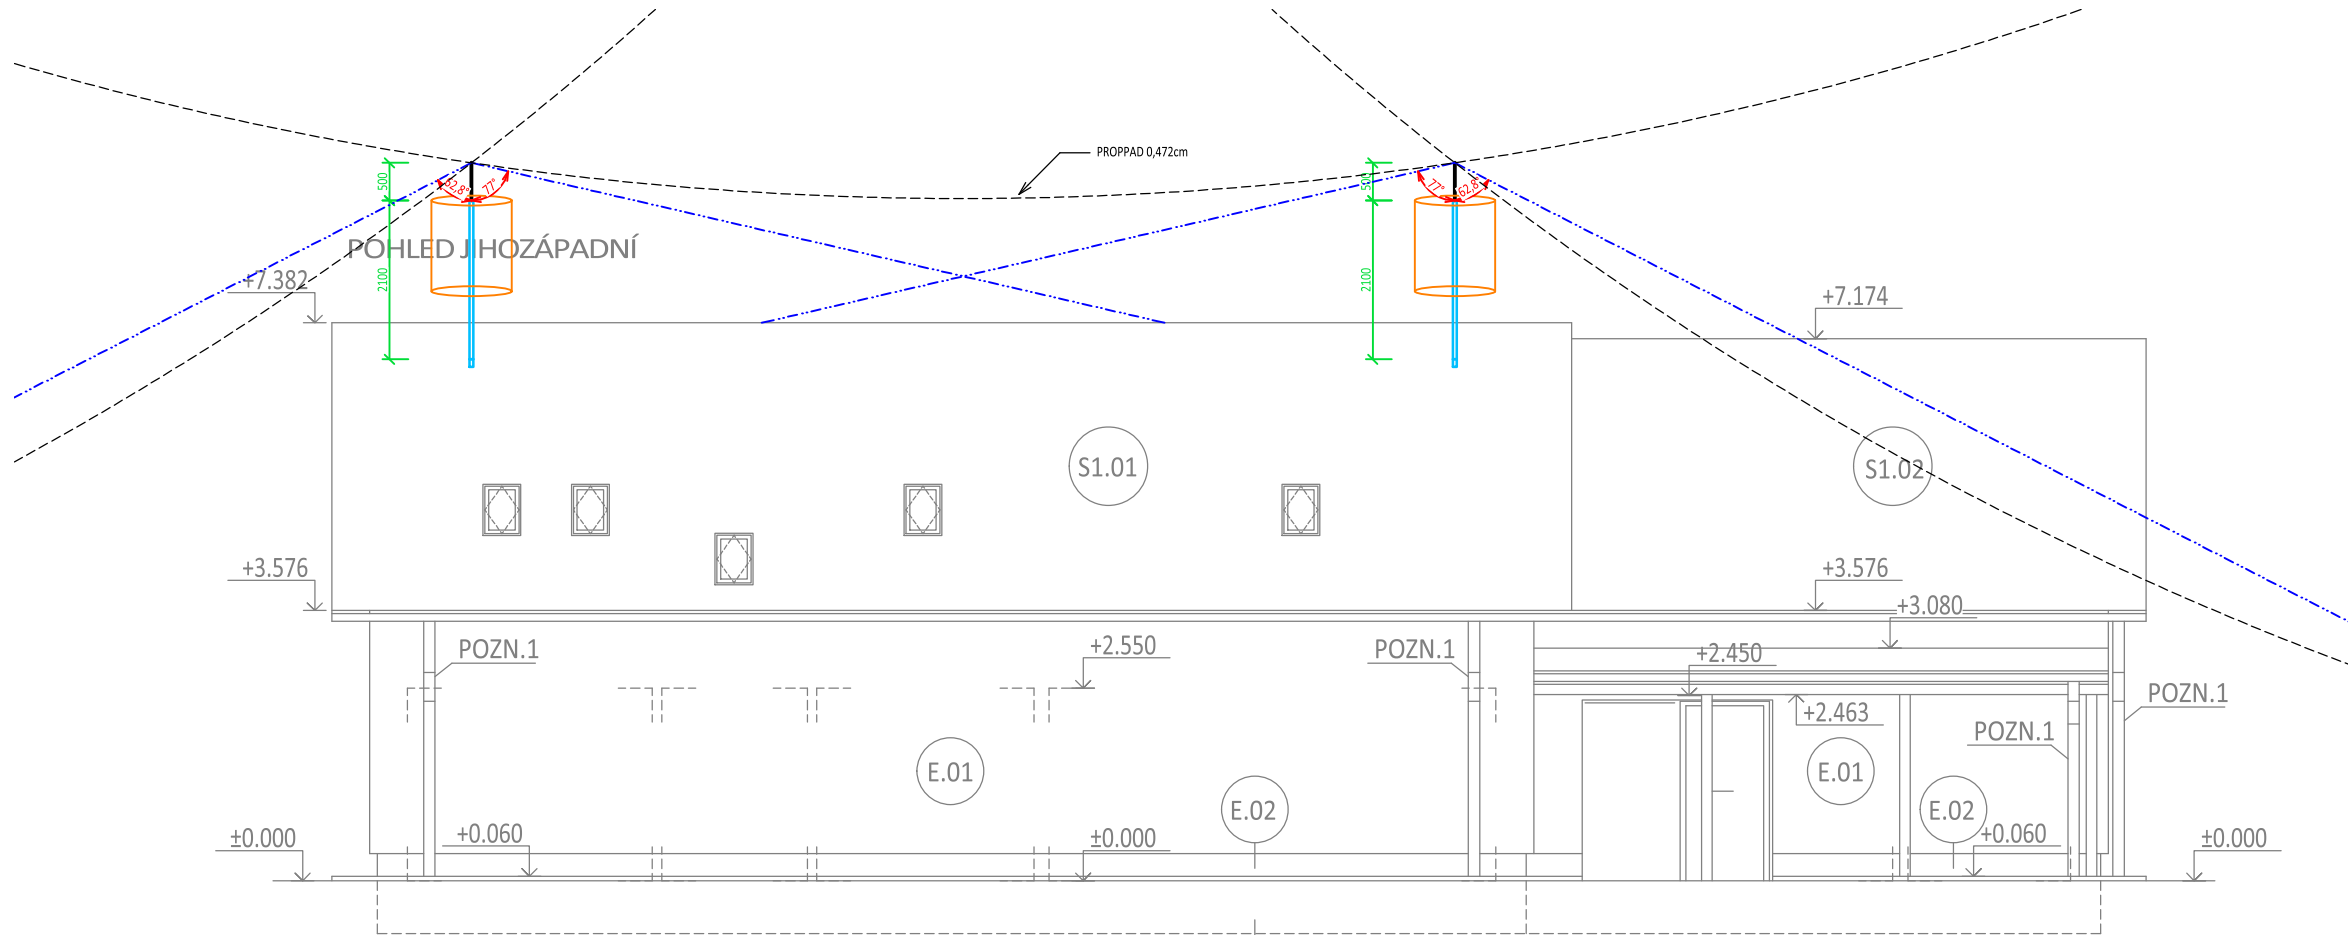 PROPPAD 0,472cm
500
62,8°
77°
500
77°
62,8°
POHLED JIHOZÁPADNÍ
2100
2100
+7.382
+7.174
S1.01
S1.02
+3.576
+3.576
+3.080
POZN.1
+2.550
POZN.1
+2.450
POZN.1
+2.463
POZN.1
E.01
E.01
E.02
E.02
±0.000
+0.060
±0.000
+0.060
±0.000